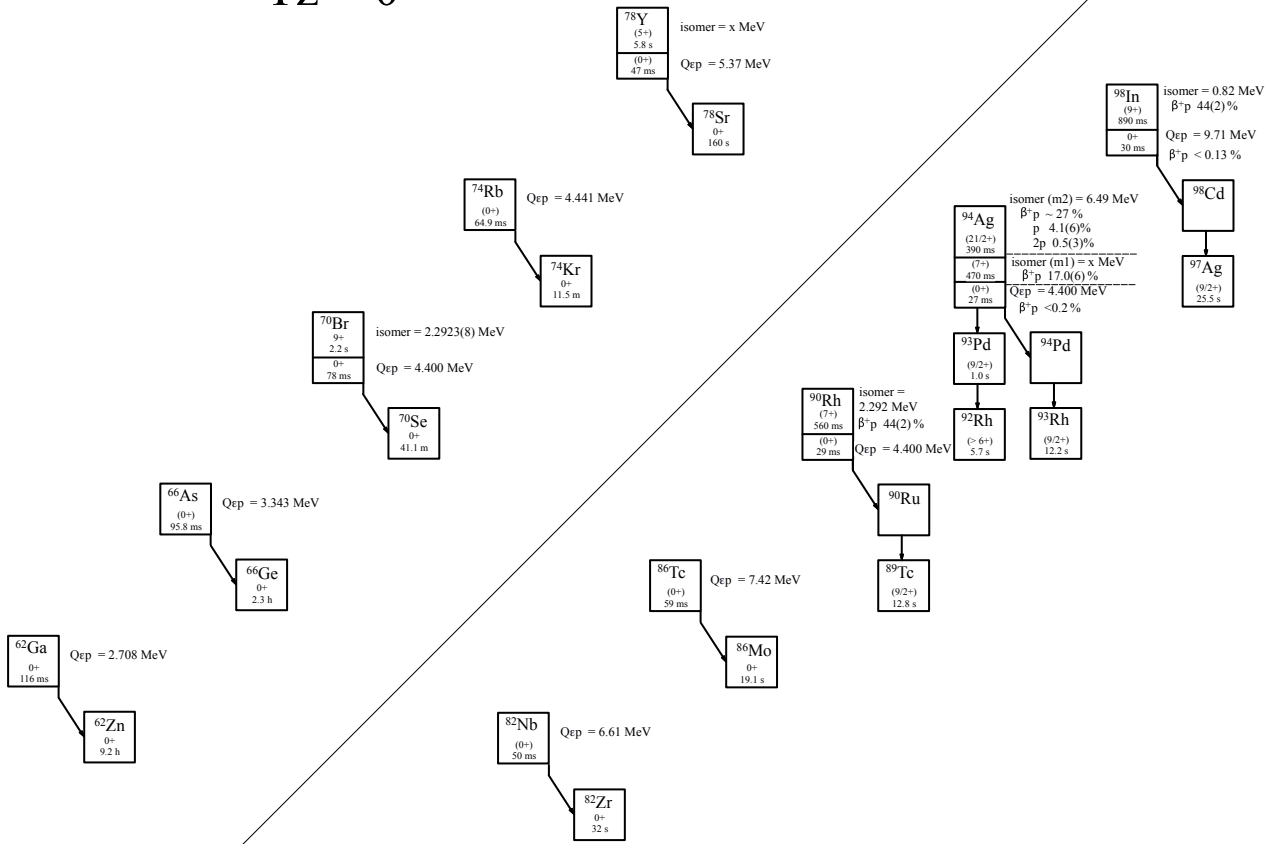 ⁷⁸Y
(5+)
5.8 s
(0+)
47 ms
isomer = x MeV
Qεp = 5.37 MeV
⁷⁸Sr
0+
160 s
⁹⁸In
(9+)
890 ms
0+
30 ms
isomer = 0.82 MeV
β⁺p 44(2) %
Qεp = 9.71 MeV
β⁺p < 0.13 %
⁹⁸Cd
⁹⁷Ag
(9/2+)
25.5 s
⁷⁴Rb
(0+)
64.9 ms
Qεp = 4.441 MeV
⁷⁴Kr
0+
11.5 m
⁹⁴Ag
(21/2+)
390 ms
(7+)
470 ms
(0+)
27 ms
isomer (m2) = 6.49 MeV
β⁺p ~ 27 %
p 4.1(6)%
2p 0.5(3)%
isomer (m1) = x MeV
β⁺p 17.0(6) %
Qεp = 4.400 MeV
β⁺p <0.2 %
⁹³Pd
(9/2+)
1.0 s
⁹⁴Pd
⁹²Rh
(> 6+)
5.7 s
⁹³Rh
(9/2+)
12.2 s
⁷⁰Br
9+
2.2 s
0+
78 ms
isomer = 2.2923(8) MeV
Qεp = 4.400 MeV
⁷⁰Se
0+
41.1 m
⁹⁰Rh
(7+)
560 ms
(0+)
29 ms
isomer =
2.292 MeV
β⁺p 44(2) %
Qεp = 4.400 MeV
⁹⁰Ru
⁸⁹Tc
(9/2+)
12.8 s
⁶⁶As
(0+)
95.8 ms
Qεp = 3.343 MeV
⁶⁶Ge
0+
2.3 h
⁸⁶Tc
(0+)
59 ms
Qεp = 7.42 MeV
⁸⁶Mo
0+
19.1 s
⁶²Ga
0+
116 ms
Qεp = 2.708 MeV
⁶²Zn
0+
9.2 h
⁸²Nb
(0+)
50 ms
Qεp = 6.61 MeV
⁸²Zr
0+
32 s